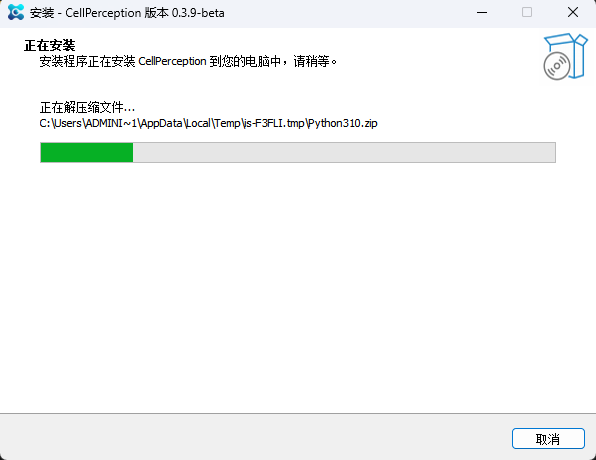 安装 - CellPerception 版本 0.3.9-beta
正在安装
安装程序正在安装 CellPerception 到您的电脑中，请稍等。
正在解压缩文件...
C:\Users\ADMINI~1\AppData\Local\Temp\is-F3FLI.tmp\Python310.zip
取消